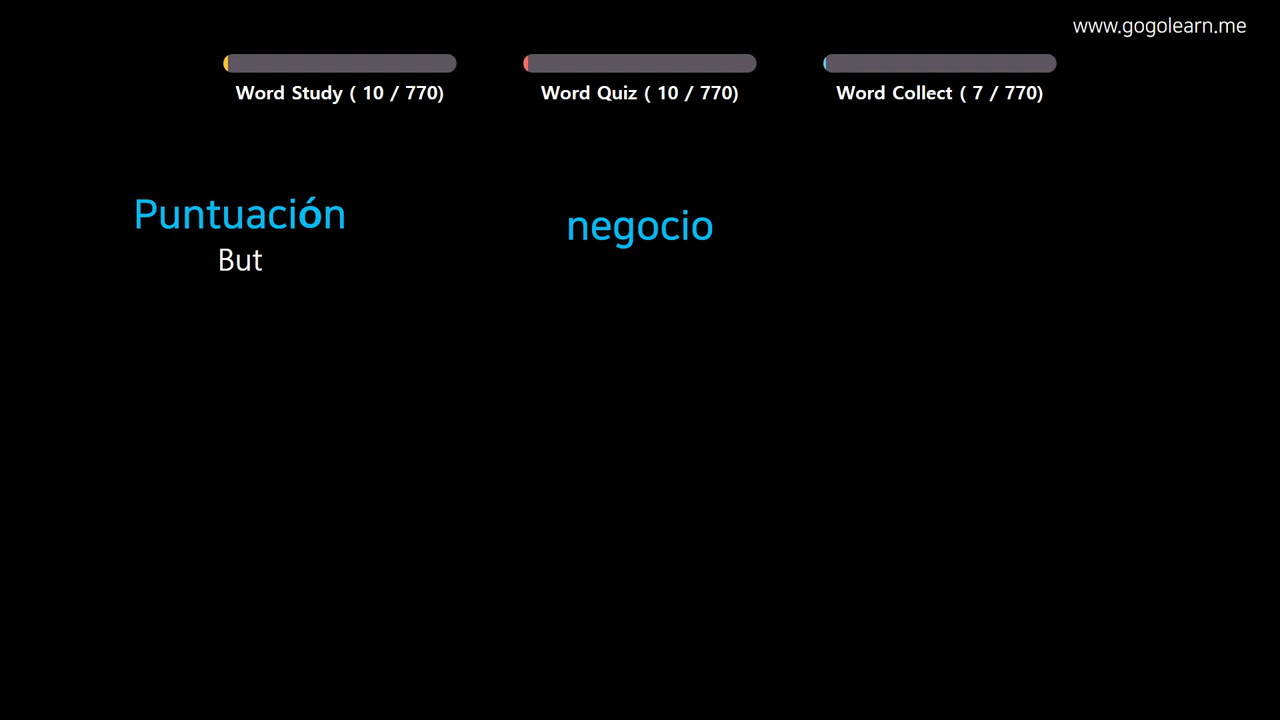 www.gogolearn.me
Word Study ( 10 / 770)
Word Quiz ( 10 / 770)
Word Collect ( 7 / 770)
Puntuación
But
negocio